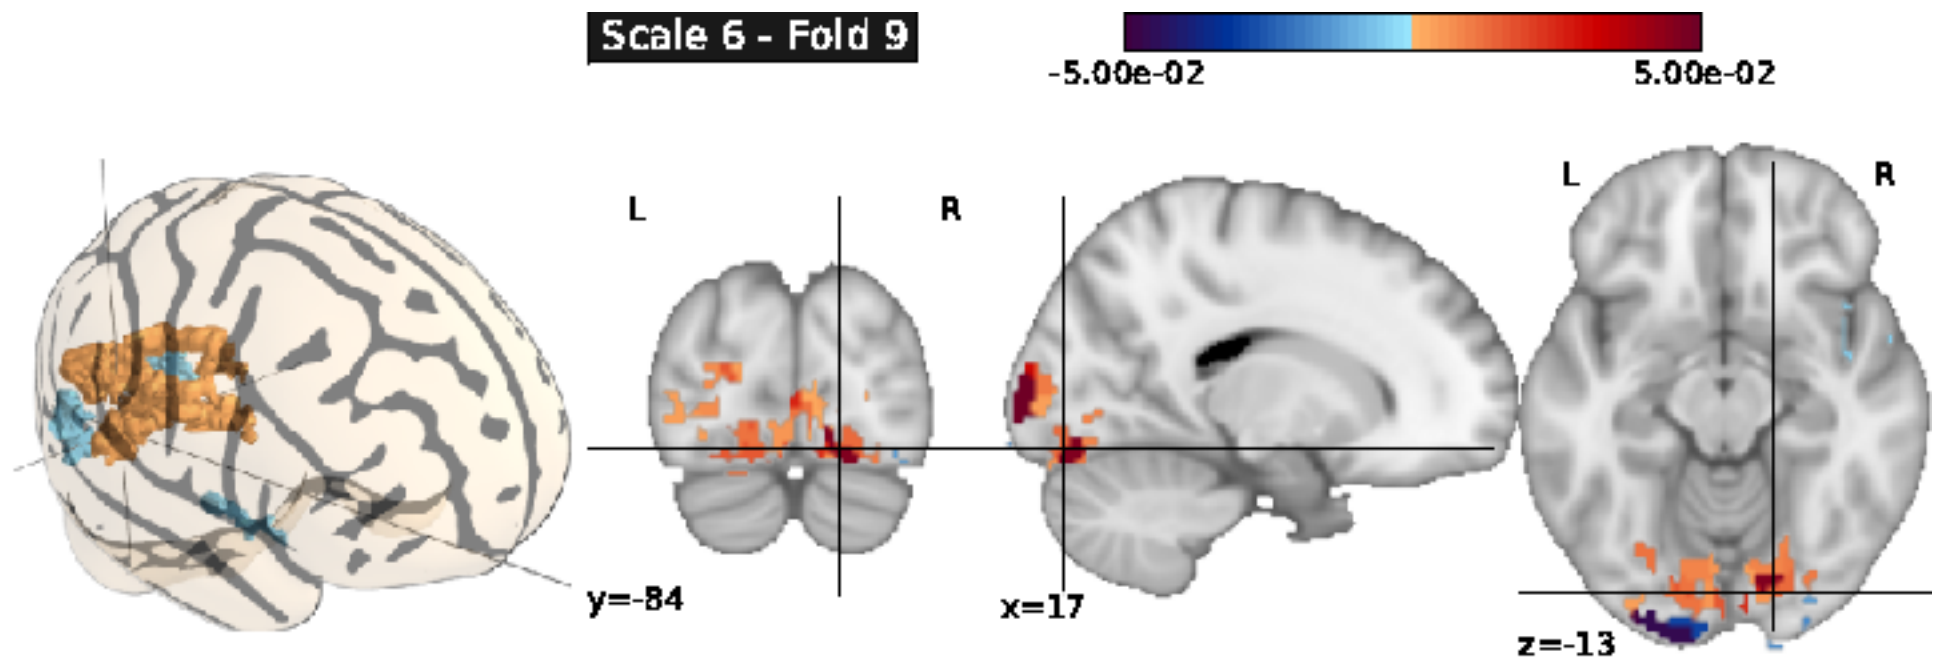 Scale 6 - Fold 9
-5.00e-02
5.00e-02
L
R
L
R
y=-84
x=17
z=-13